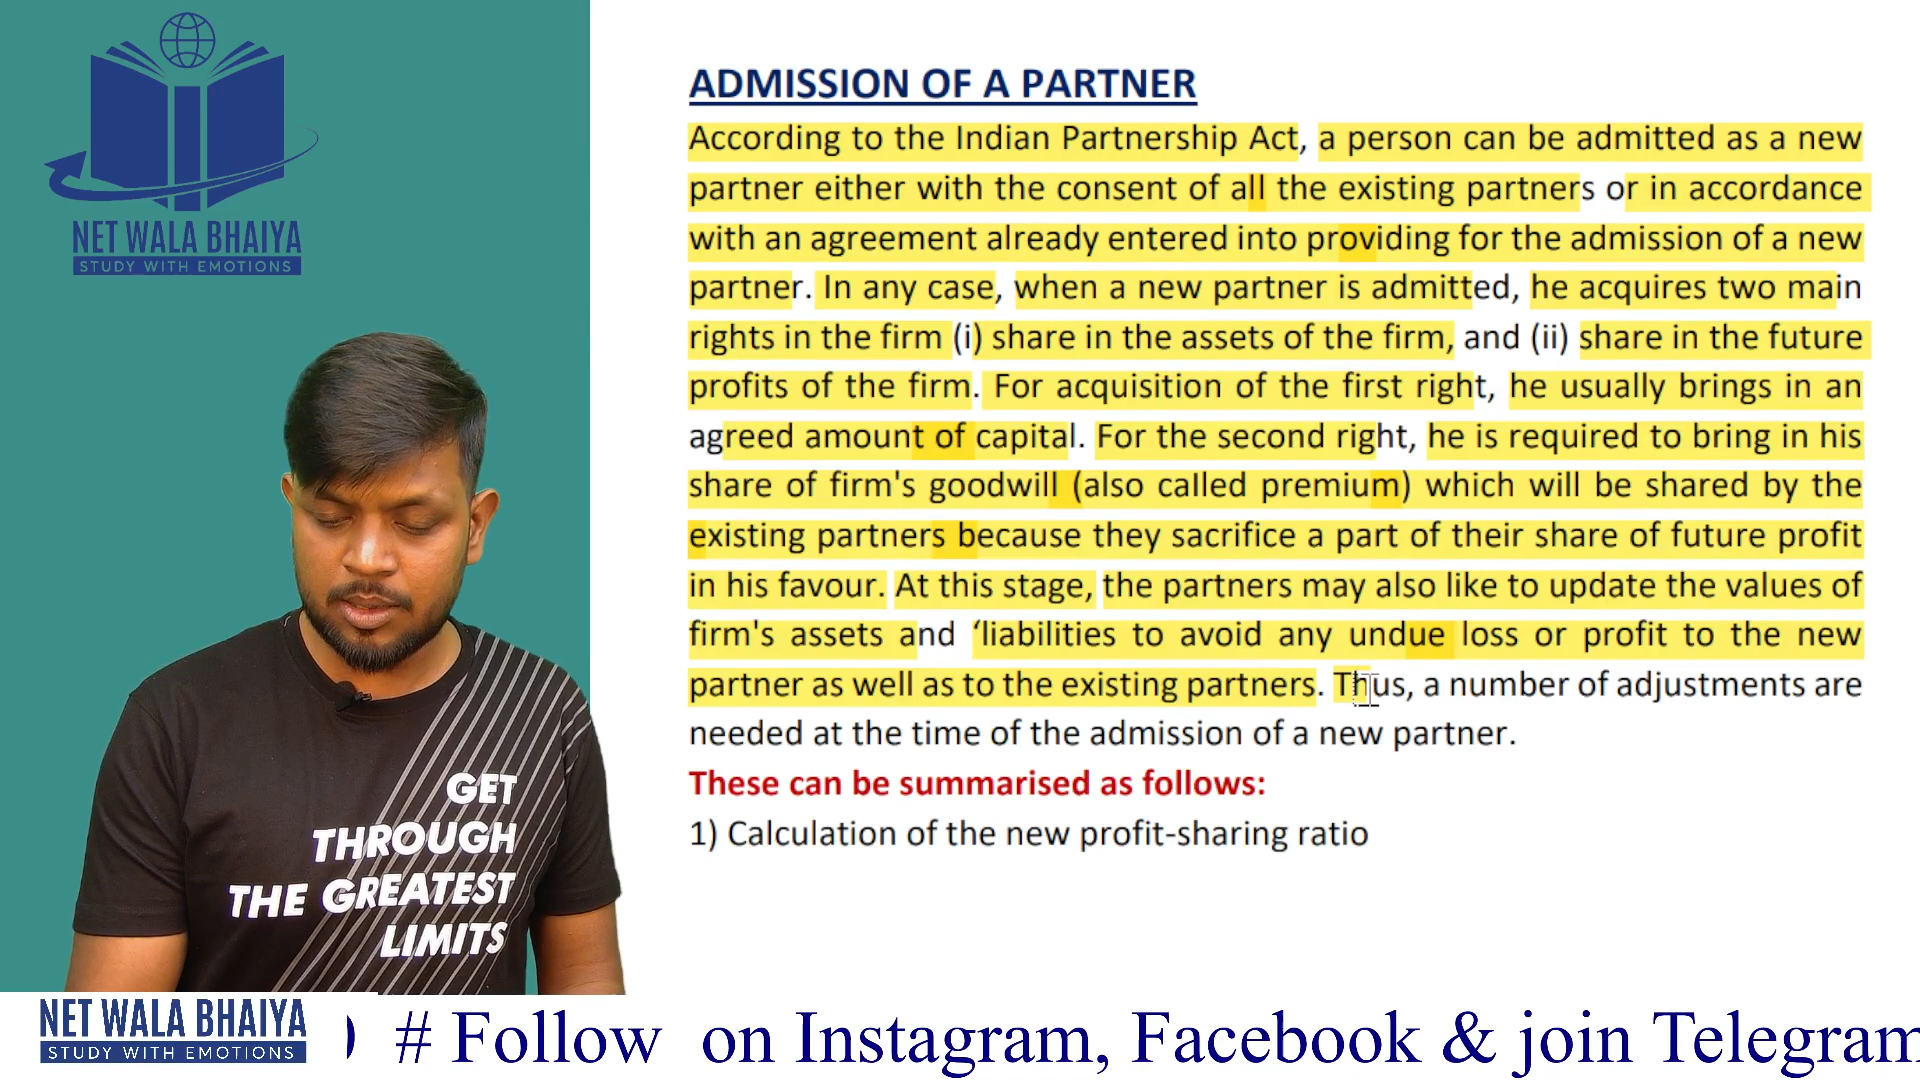 NET WALA BHAIYA
STUDY WITH EMOTIONS
ADMISSION OF A PARTNER
According to the Indian Partnership Act, a person can be admitted as a new
partner either with the consent of all the existing partners or in accordance
with an agreement already entered into providing for the admission of a new
partner. In any case, when a new partner is admitted, he acquires two main
rights in the firm (i) share in the assets of the firm, and (ii) share in the future
profits of the firm. For acquisition of the first right, he usually brings in an
agreed amount of capital. For the second right, he is required to bring in his
share of firm's goodwill (also called premium) which will be shared by the
existing partners because they sacrifice a part of their share of future profit
in his favour. At this stage, the partners may also like to update the values of
firm's assets and ‘liabilities to avoid any undue loss or profit to the new
partner as well as to the existing partners. Thus, a number of adjustments are
needed at the time of the admission of a new partner.
These can be summarised as follows:
1) Calculation of the new profit-sharing ratio
GET
THROUGH
THE GREATEST
LIMITS
NET WALA BHAIYA
STUDY WITH EMOTIONS
# Follow on Instagram, Facebook & join Telegram